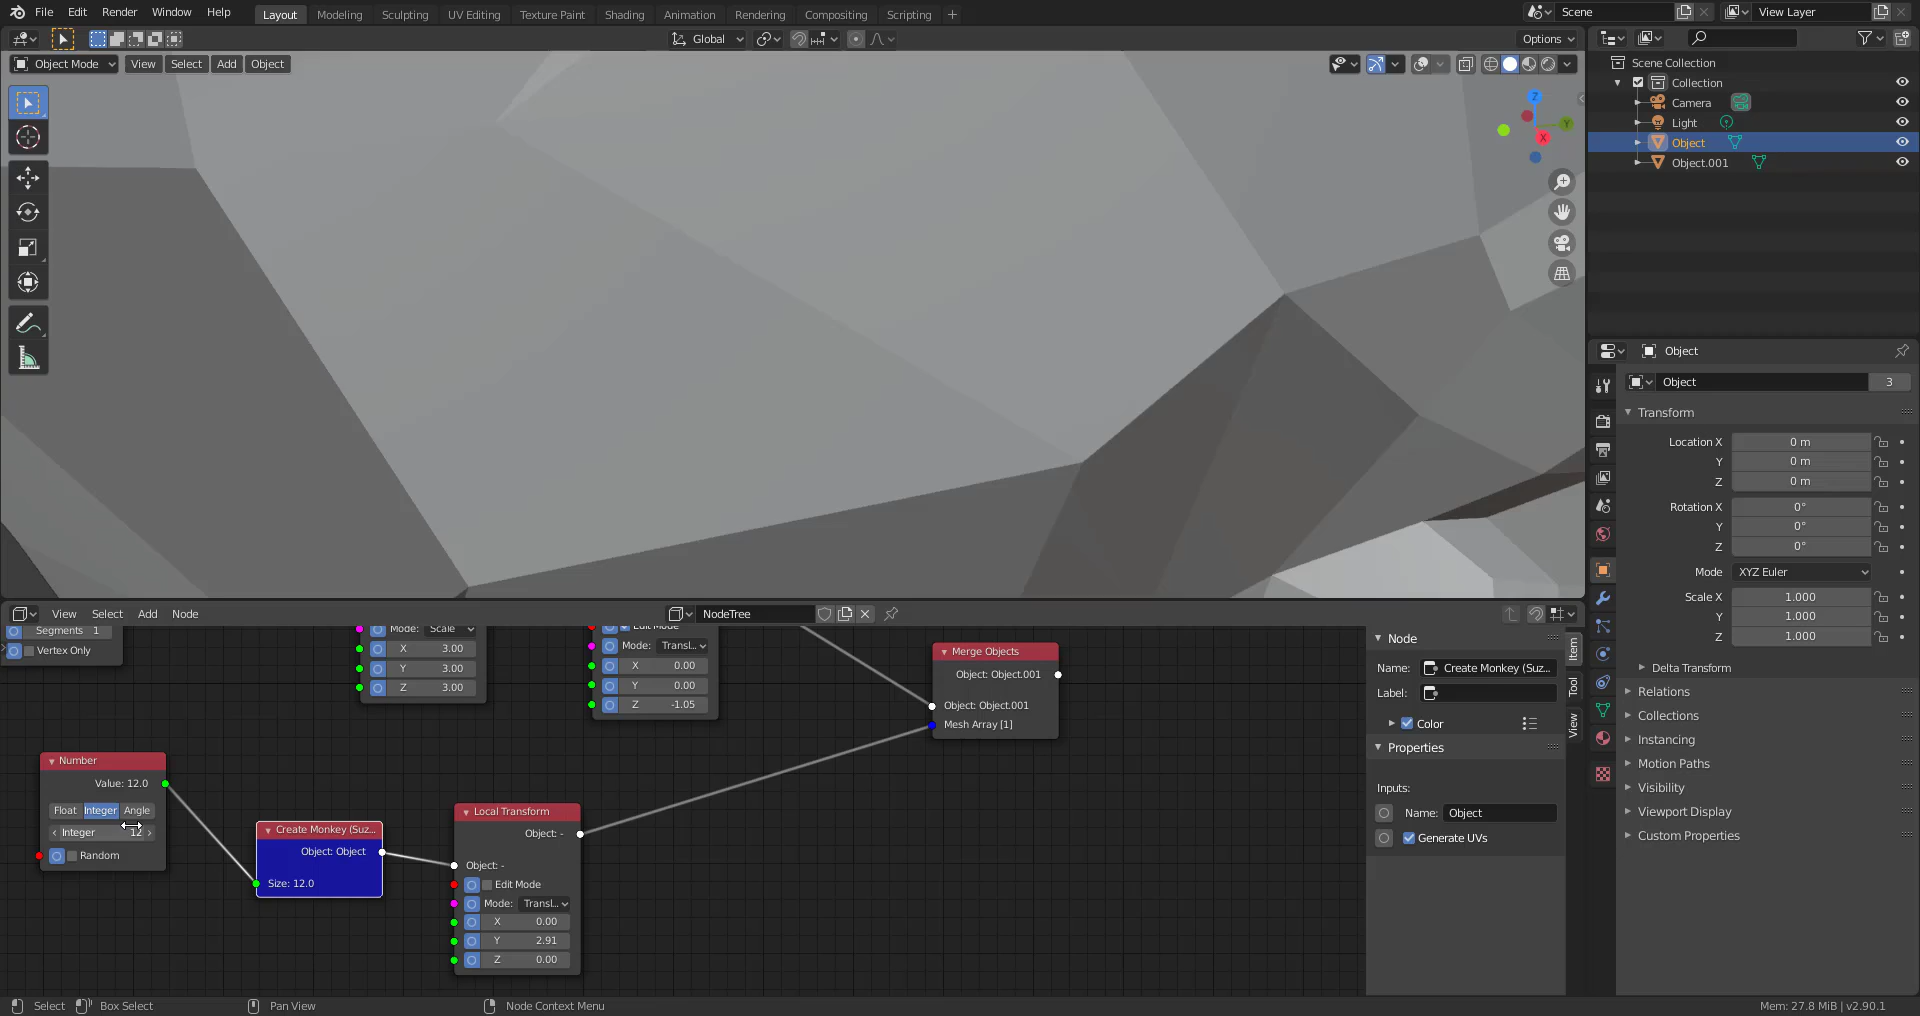 File Edit Render Window Help
Layout Modeling Sculpting UV Editing Texture Paint Shading Animation Rendering Compositing Scripting +
Scene
View Layer
Global
Options
Object Mode View Select Add Object
Z
Y
X
Scene Collection
Collection
Camera
Light
Object
Object.001
Object
Object 3
Transform
Location X 0 m
Y 0 m
Z 0 m
Rotation X 0°
Y 0°
Z 0°
Mode XYZ Euler
Scale X 1.000
Y 1.000
Z 1.000
Delta Transform
Relations
Collections
Instancing
Motion Paths
Visibility
Viewport Display
Custom Properties
View Select Add Node
NodeTree
Segments 1
Vertex Only
Mode: Scale
X 3.00
Y 3.00
Z 3.00
Edit Mode
Mode: Transl...
X 0.00
Y 0.00
Z -1.05
Merge Objects
Object: Object.001
Object: Object.001
Mesh Array [1]
Number
Value: 12.0
Float Integer Angle
Integer 12
Random
Create Monkey (Suz...
Object: Object
Size: 12.0
Local Transform
Object: -
Object: -
Edit Mode
Mode: Transl...
X 0.00
Y 2.91
Z 0.00
Node
Name: Create Monkey (Suz...
Label:
Color
Properties
Inputs:
Name: Object
Generate UVs
Item
Tool
View
Select Box Select Pan View Node Context Menu
Mem: 27.8 MiB | v2.90.1